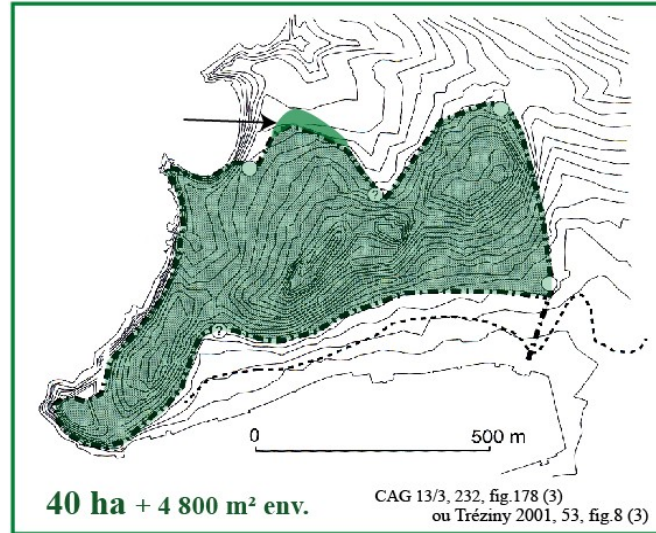 ?
?
0 500 m
40 ha + 4 800 m² env.
CAG 13/3, 232, fig.178 (3)
ou Tréziny 2001, 53, fig.8 (3)